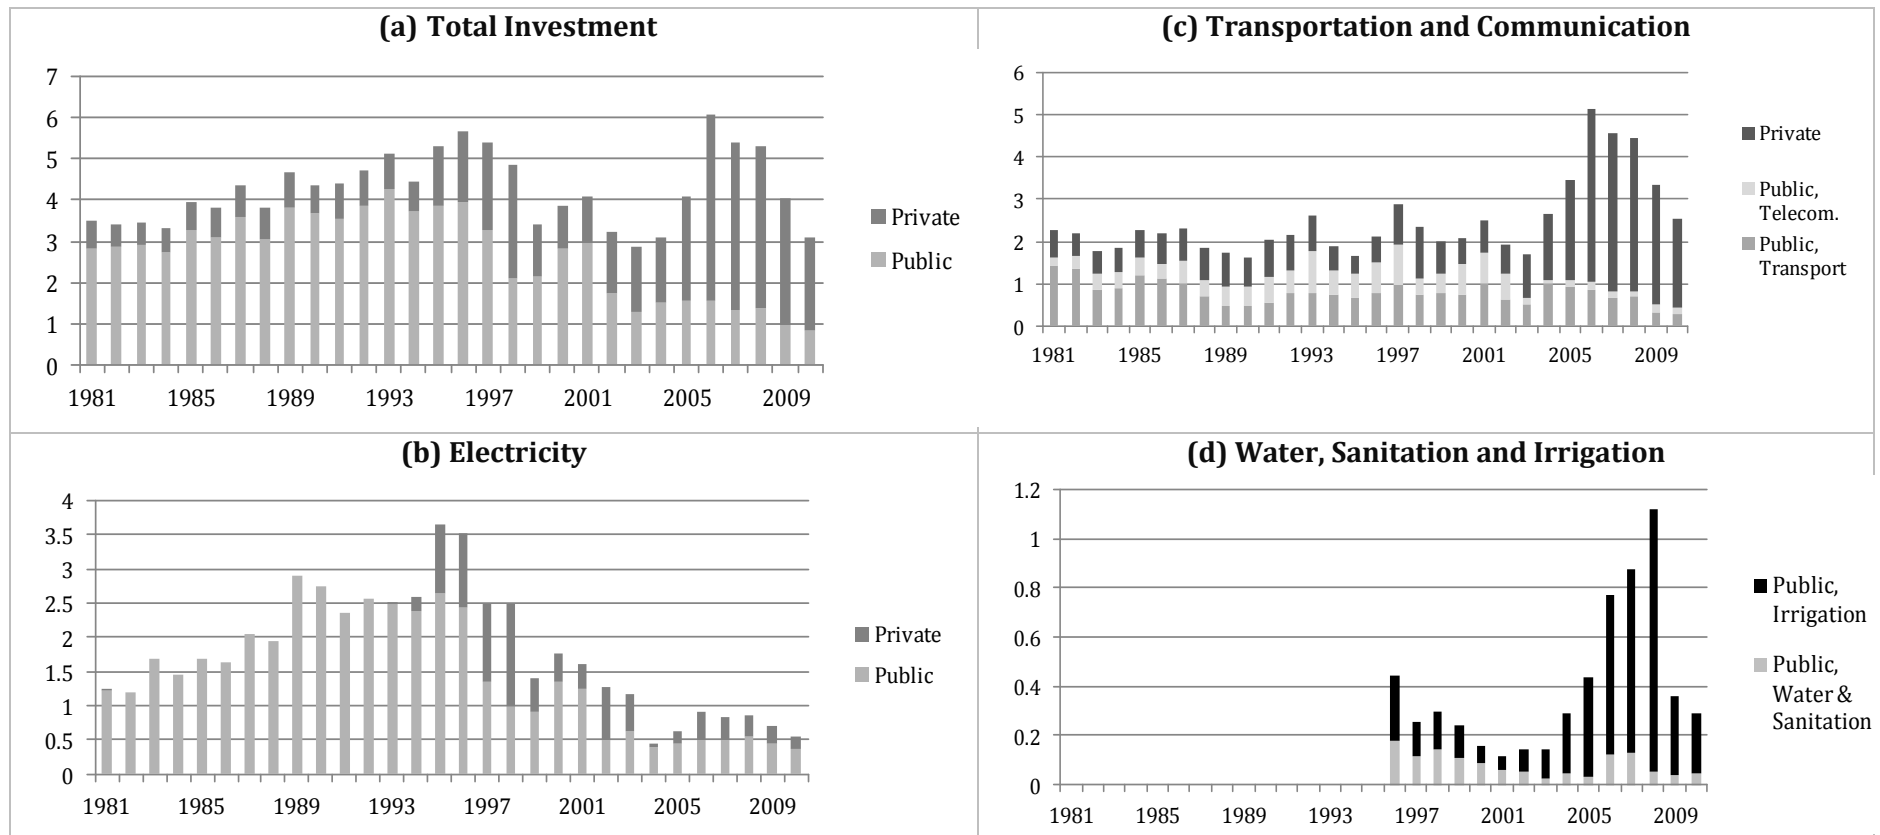 (a) Total Investment
7
6
5
4
3
2
1
0
1981 1985 1989 1993 1997 2001 2005 2009
Private
Public
(c) Transportation and Communication
6
5
4
3
2
1
0
1981 1985 1989 1993 1997 2001 2005 2009
Private
Public,
Telecom.
Public,
Transport
(b) Electricity
4
3.5
3
2.5
2
1.5
1
0.5
0
1981 1985 1989 1993 1997 2001 2005 2009
Private
Public
(d) Water, Sanitation and Irrigation
1.2
1
0.8
0.6
0.4
0.2
0
1981 1985 1989 1993 1997 2001 2005 2009
Public,
Irrigation
Public,
Water &
Sanitation